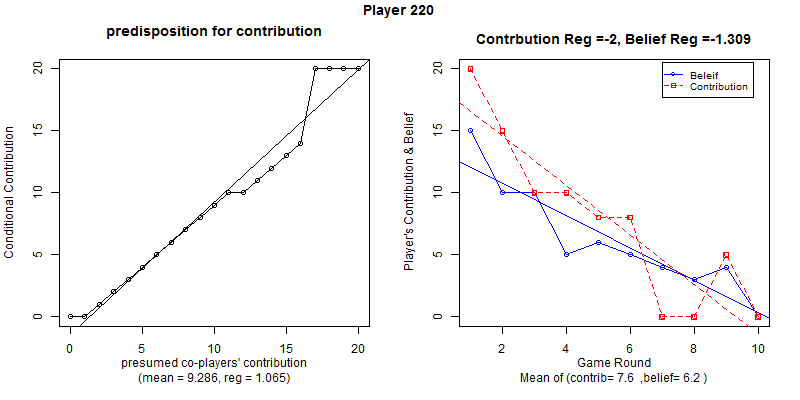 Player 220
predisposition for contribution
Conditional Contribution
20
15
10
5
0
0 5 10 15 20
presumed co-players' contribution
(mean = 9.286, reg = 1.065)
Contrbution Reg =-2, Belief Reg =-1.309
Player's Contribution & Belief
20
15
10
5
0
Beleif
Contribution
2 4 6 8 10
Game Round
Mean of (contrib= 7.6 ,belief= 6.2 )